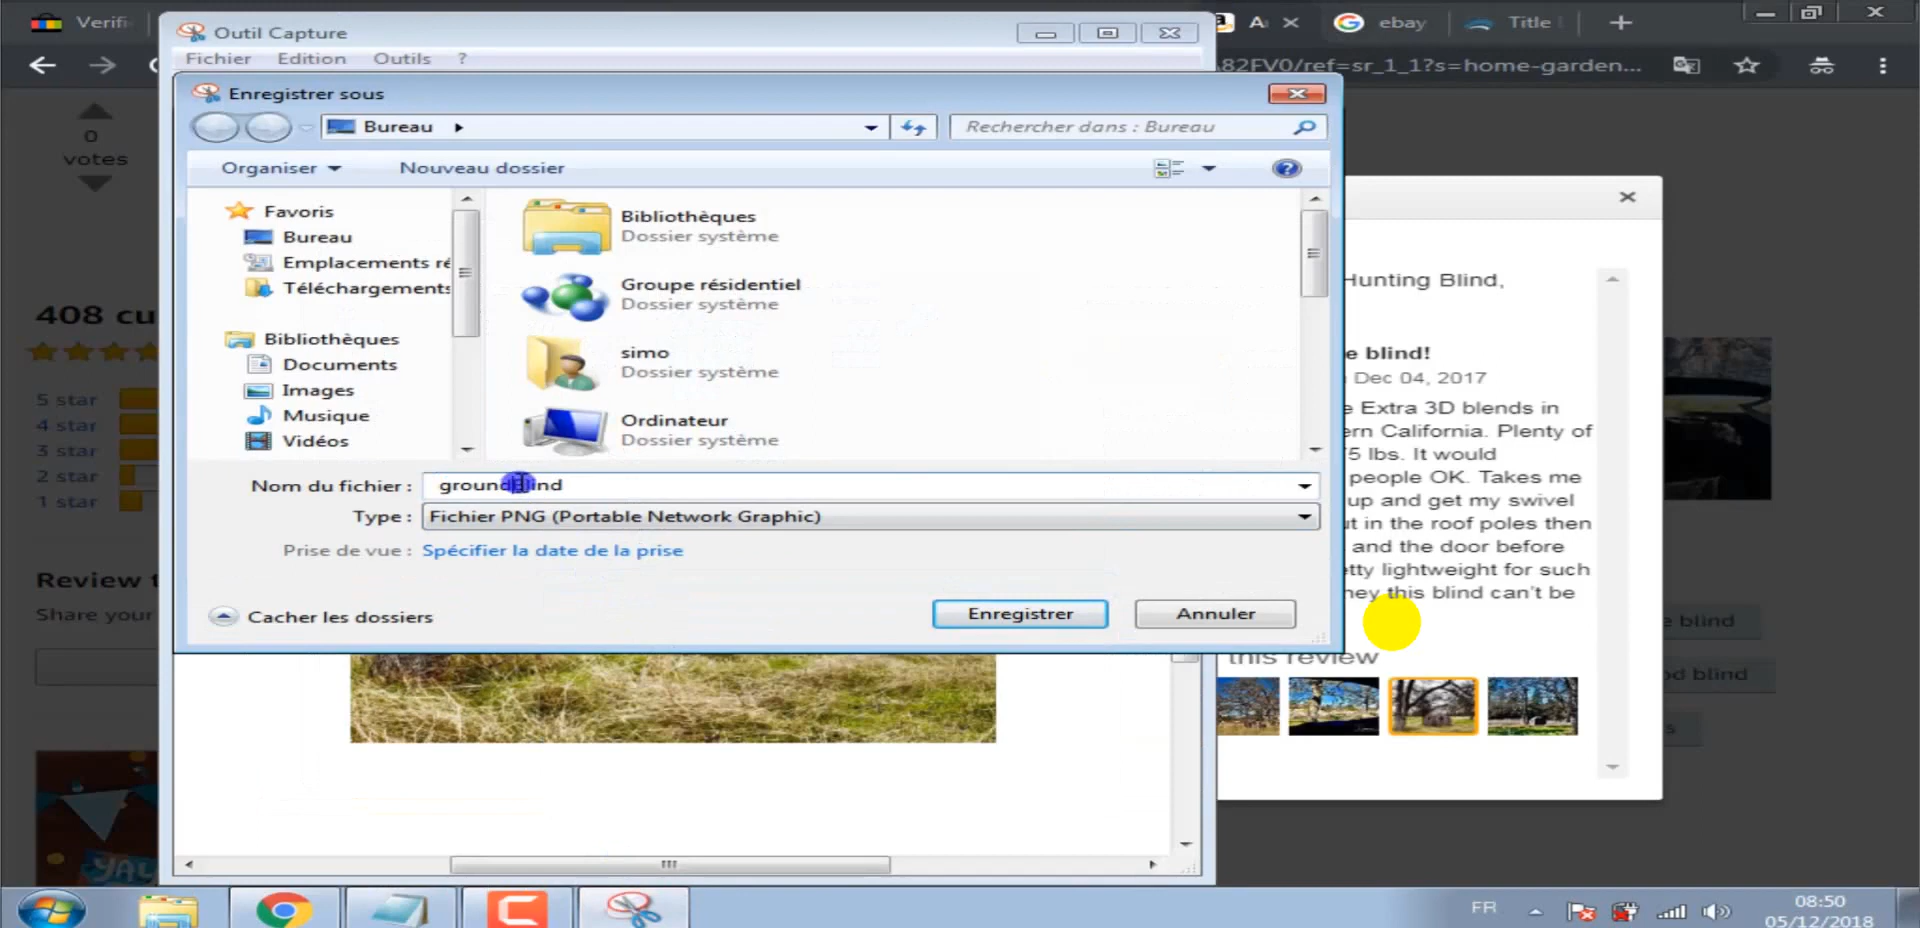 Verifi
Outil Capture
A
ebay
Title
Fichier Edition Outils ?
82FV0/ref=sr_1_1?s=home-garden...
Enregistrer sous
Bureau
Rechercher dans : Bureau
0
votes
Organiser
Nouveau dossier
Favoris
Bureau
Emplacements ré
Téléchargements
Bibliothèques
Documents
Images
Musique
Vidéos
Bibliothèques
Dossier système
Groupe résidentiel
Dossier système
simo
Dossier système
Ordinateur
Dossier système
Nom du fichier :
Type : Fichier PNG (Portable Network Graphic)
Prise de vue : Spécifier la date de la prise
Cacher les dossiers
Enregistrer
Annuler
408 cu
5 star
4 star
3 star
2 star
1 star
Review t
Share your
Hunting Blind,
e blind!
Dec 04, 2017
e Extra 3D blends in
ern California. Plenty of
5 lbs. It would
people OK. Takes me
up and get my swivel
ut in the roof poles then
and the door before
etty lightweight for such
ney this blind can't be
this review
e blind
od blind
s
YAY
FR
08:50
05/12/2018